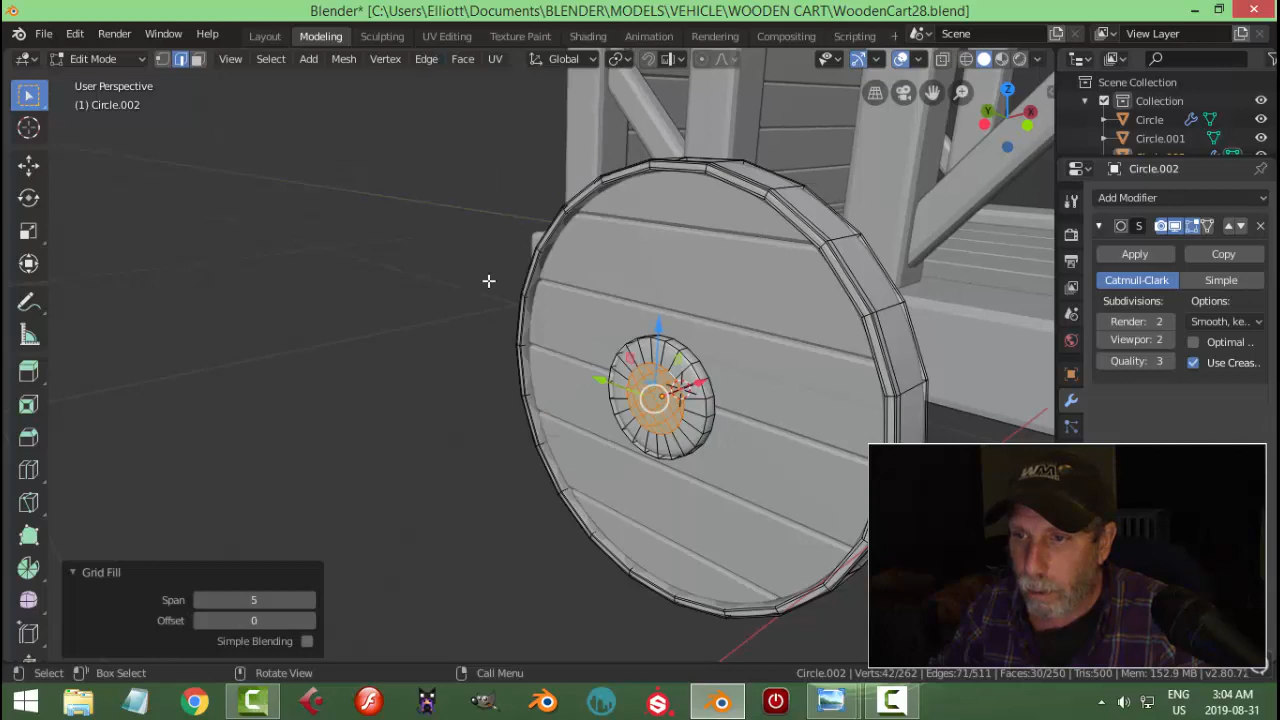 Blender* [C:\Users\Elliott\Documents\BLENDER\MODELS\VEHICLE\WOODEN CART\WoodenCart28.blend]
File Edit Render Window Help Layout Modeling Sculpting UV Editing Texture Paint Shading Animation Rendering Compositing Scripting Scene View Layer
Edit Mode View Select Add Mesh Vertex Edge Face UV Global
User Perspective
(1) Circle.002
Scene Collection
Collection
Circle
Circle.001
Circle.002
Add Modifier
S
Apply Copy
Catmull-Clark Simple
Subdivisions: Options:
Render: 2 Smooth, ke...
Viewport: 2 Optimal ..
Quality: 3 Use Creas..
Z
Y X
Grid Fill
Span 5
Offset 0
Simple Blending
Select Box Select Rotate View Call Menu Circle.002 | Verts:42/262 | Edges:71/511 | Faces:30/250 | Tris:500 | Mem: 152.9 MB | v2.80.71
ENG 3:04 AM
US 2019-08-31